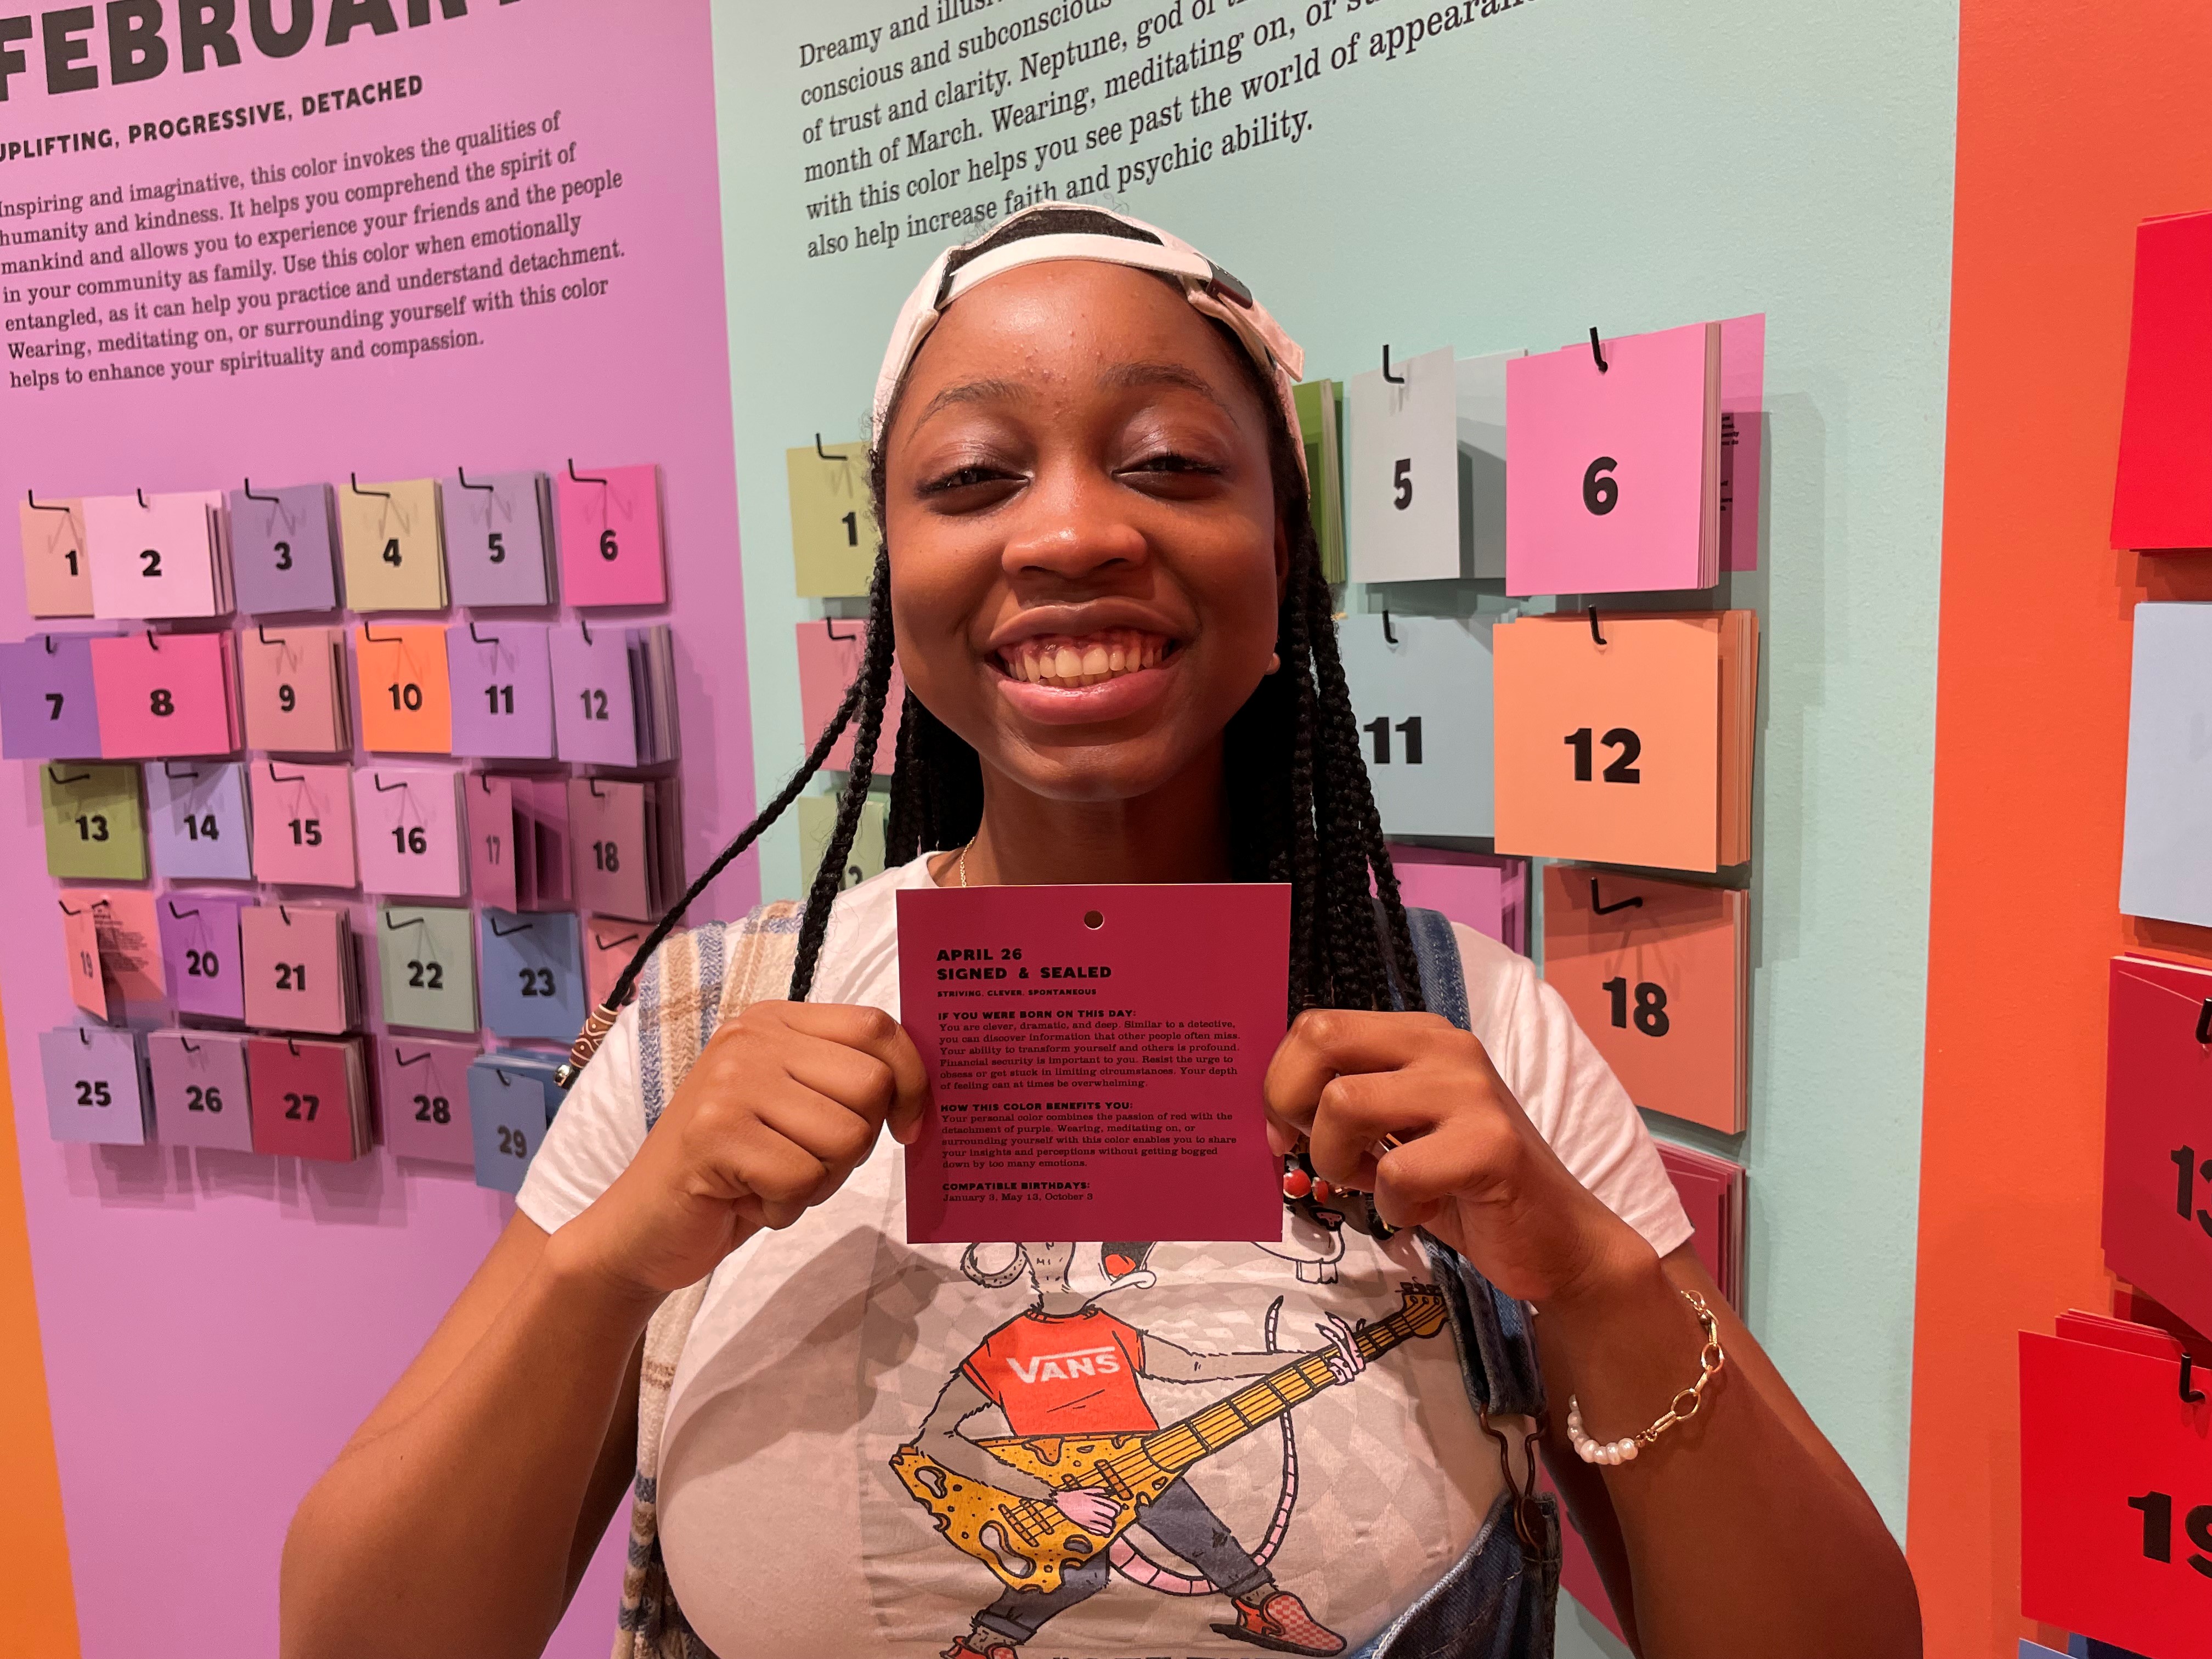 FEBRUAR
UPLIFTING, PROGRESSIVE, DETACHED
Inspiring and imaginative, this color invokes the qualities of
humanity and kindness. It helps you comprehend the spirit of
mankind and allows you to experience your friends and the people
in your community as family. Use this color when emotionally
entangled, as it can help you practice and understand detachment.
Wearing, meditating on, or surrounding yourself with this color
helps to enhance your spirituality and compassion.
1 2 3 4 5 6
7 8 9 10 11 12
13 14 15 16 17 18
19 20 21 22 23
25 26 27 28 29
Dreamy and
conscious and subconscious
of trust and clarity. Neptune, god of
month of March. Wearing, meditating on, or
with this color helps you see past the world of
also help increase faith and psychic ability.
1 5 6
11 12
18
APRIL 26
SIGNED & SEALED
STRIVING, CLEVER, SPONTANEOUS
IF YOU WERE BORN ON THIS DAY:
You are clever, dramatic, and deep. Similar to a detective,
you can discover information that other people often miss.
Your ability to transform yourself and others is profound.
Financial security is important to you. Resist the urge to
obsess or get stuck in limiting circumstances. Your depth
of feeling can at times be overwhelming.
HOW THIS COLOR BENEFITS YOU:
Your personal color combines the passion of red with the
detachment of purple. Wearing, meditating on, or
surrounding yourself with this color enables you to share
your insights and perceptions without getting bogged
down by too many emotions.
COMPATIBLE BIRTHDAYS:
January 3, May 13, October 3
VANS
13
19